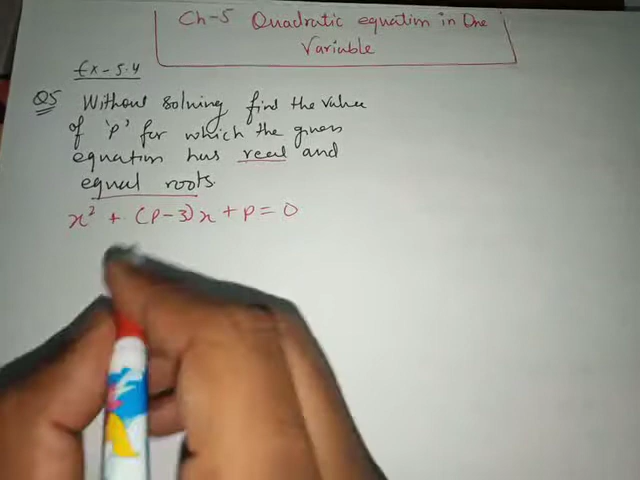 Ch-5 Quadratic equation in One
Variable
Ex-5.4
Q5 Without solving find the value
of 'p' for which the given
equation has real and
equal roots.
x² + (p-3)x + p = 0